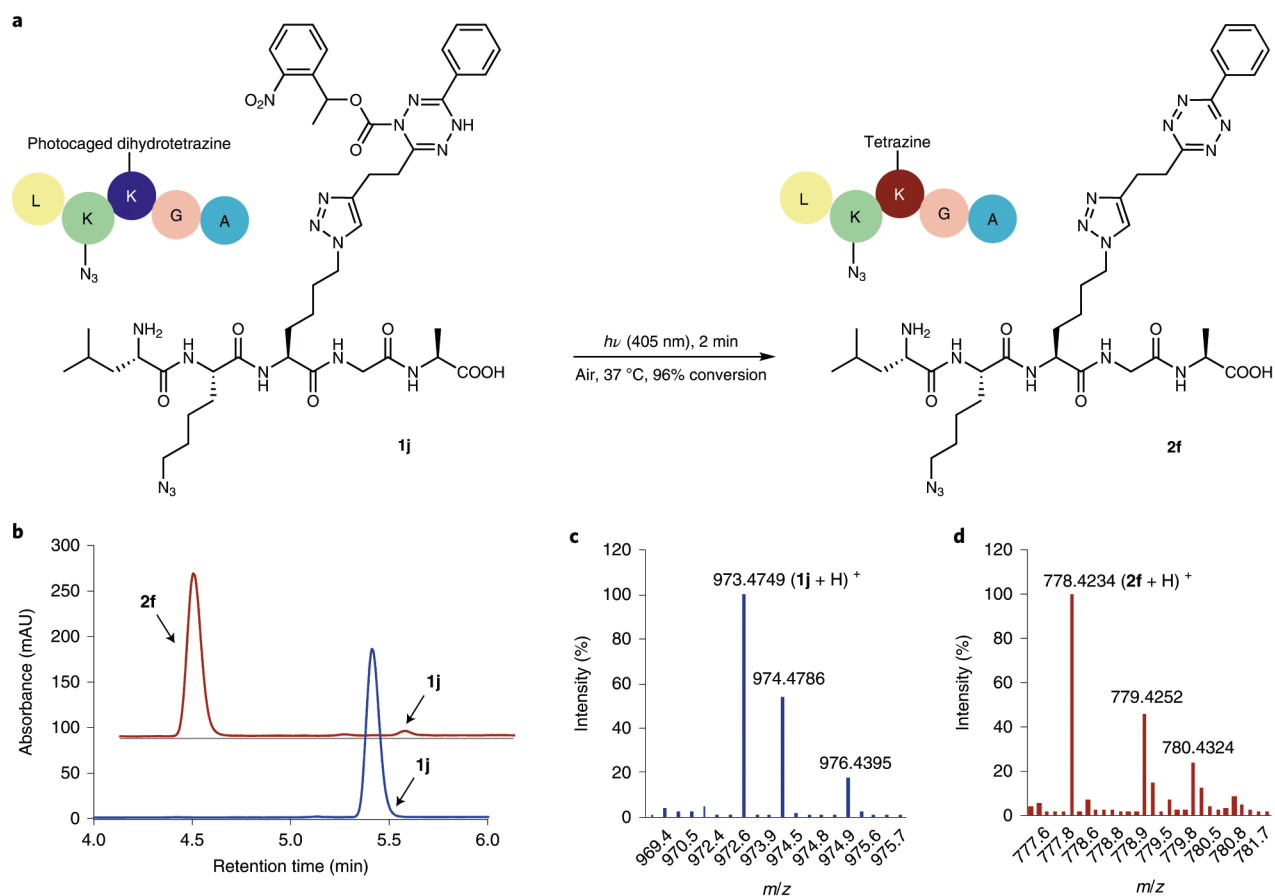 a
O₂N
O
O
N
N
N
NH
N
N
N
N
N
N
N
N
N
N
Photocaged dihydrotetrazine
L
K
K
G
A
N₃
Tetrazine
L
K
K
G
A
N₃
NH₂
O
H
N
O
N
H
O
H
N
O
N
H
O
COOH
N₃
1j
hν (405 nm), 2 min
Air, 37 °C, 96% conversion
NH₂
O
H
N
O
N
H
O
H
N
O
N
H
COOH
N₃
2f
b
300
250
200
150
100
50
0
4.0
4.5
5.0
5.5
6.0
Absorbance (mAU)
Retention time (min)
2f
1j
1j
c
120
100
80
60
40
20
0
Intensity (%)
973.4749 (1j + H) ⁺
974.4786
976.4395
969.4
970.5
972.4
972.6
973.9
974.5
974.8
974.9
975.6
975.7
m/z
d
120
100
80
60
40
20
0
Intensity (%)
778.4234 (2f + H) ⁺
779.4252
780.4324
777.6
777.8
778.6
778.8
778.9
779.5
779.8
780.5
780.8
781.7
m/z